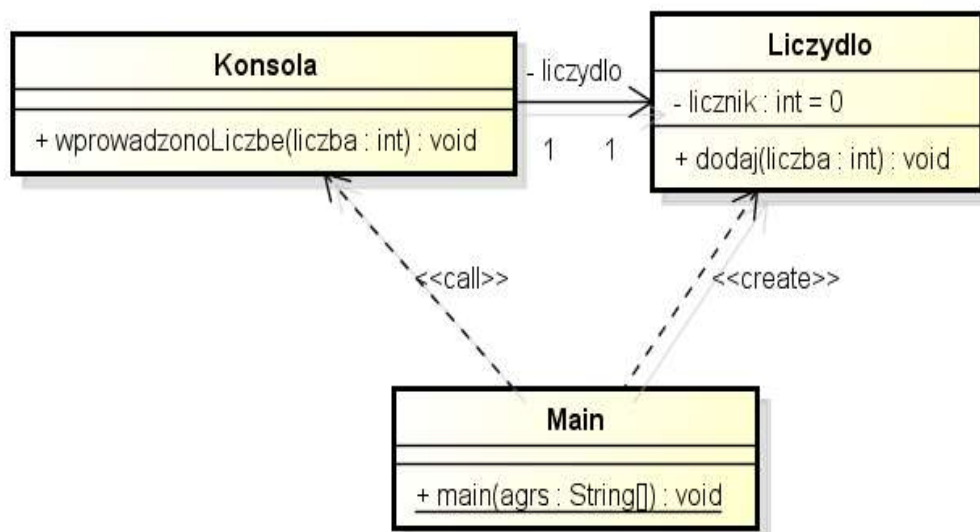 Konsola
+ wprowadzonoLiczbe(liczba : int) : void
- liczydlo
1 1
Liczydlo
- licznik : int = 0
+ dodaj(liczba : int) : void
<<call>>
<<create>>
Main
+ main(agrs : String[]) : void